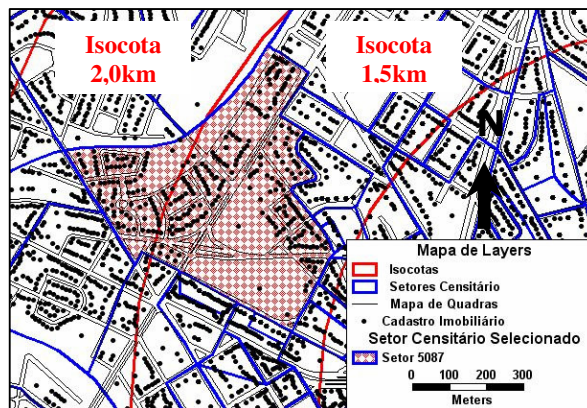 Isocota
2,0km
Isocota
1,5km
N
Mapa de Layers
Isocotas
Setores Censitário
Mapa de Quadras
Cadastro Imobiliário
Setor Censitário Selecionado
Setor 5087
0 100 200 300
Meters